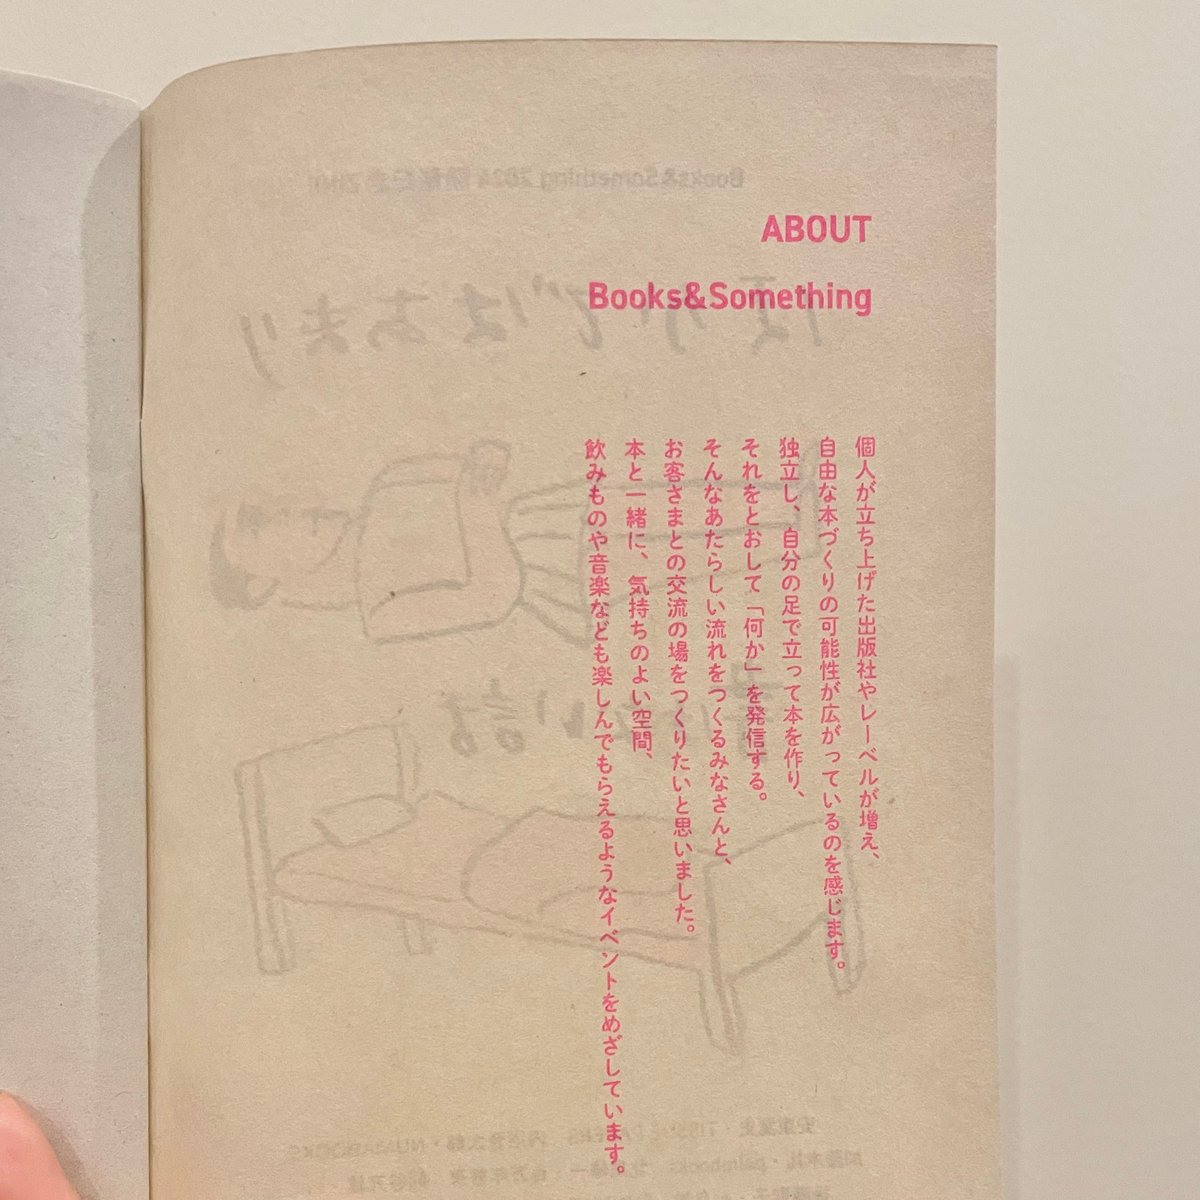 ABOUT
Books&Something
個人が立ち上げた出版社やレーベルが増え、
自由な本づくりの可能性が広がっているのを感じます。
独立し、自分の足で立って本を作り、
それをとおして「何か」を発信する。
そんなあたらしい流れをつくるみなさんと、
お客さまとの交流の場をつくりたいと思いました。
本と一緒に、気持ちのよい空間、
飲みものや音楽なども楽しんでもらえるようなイベントをめざしています。